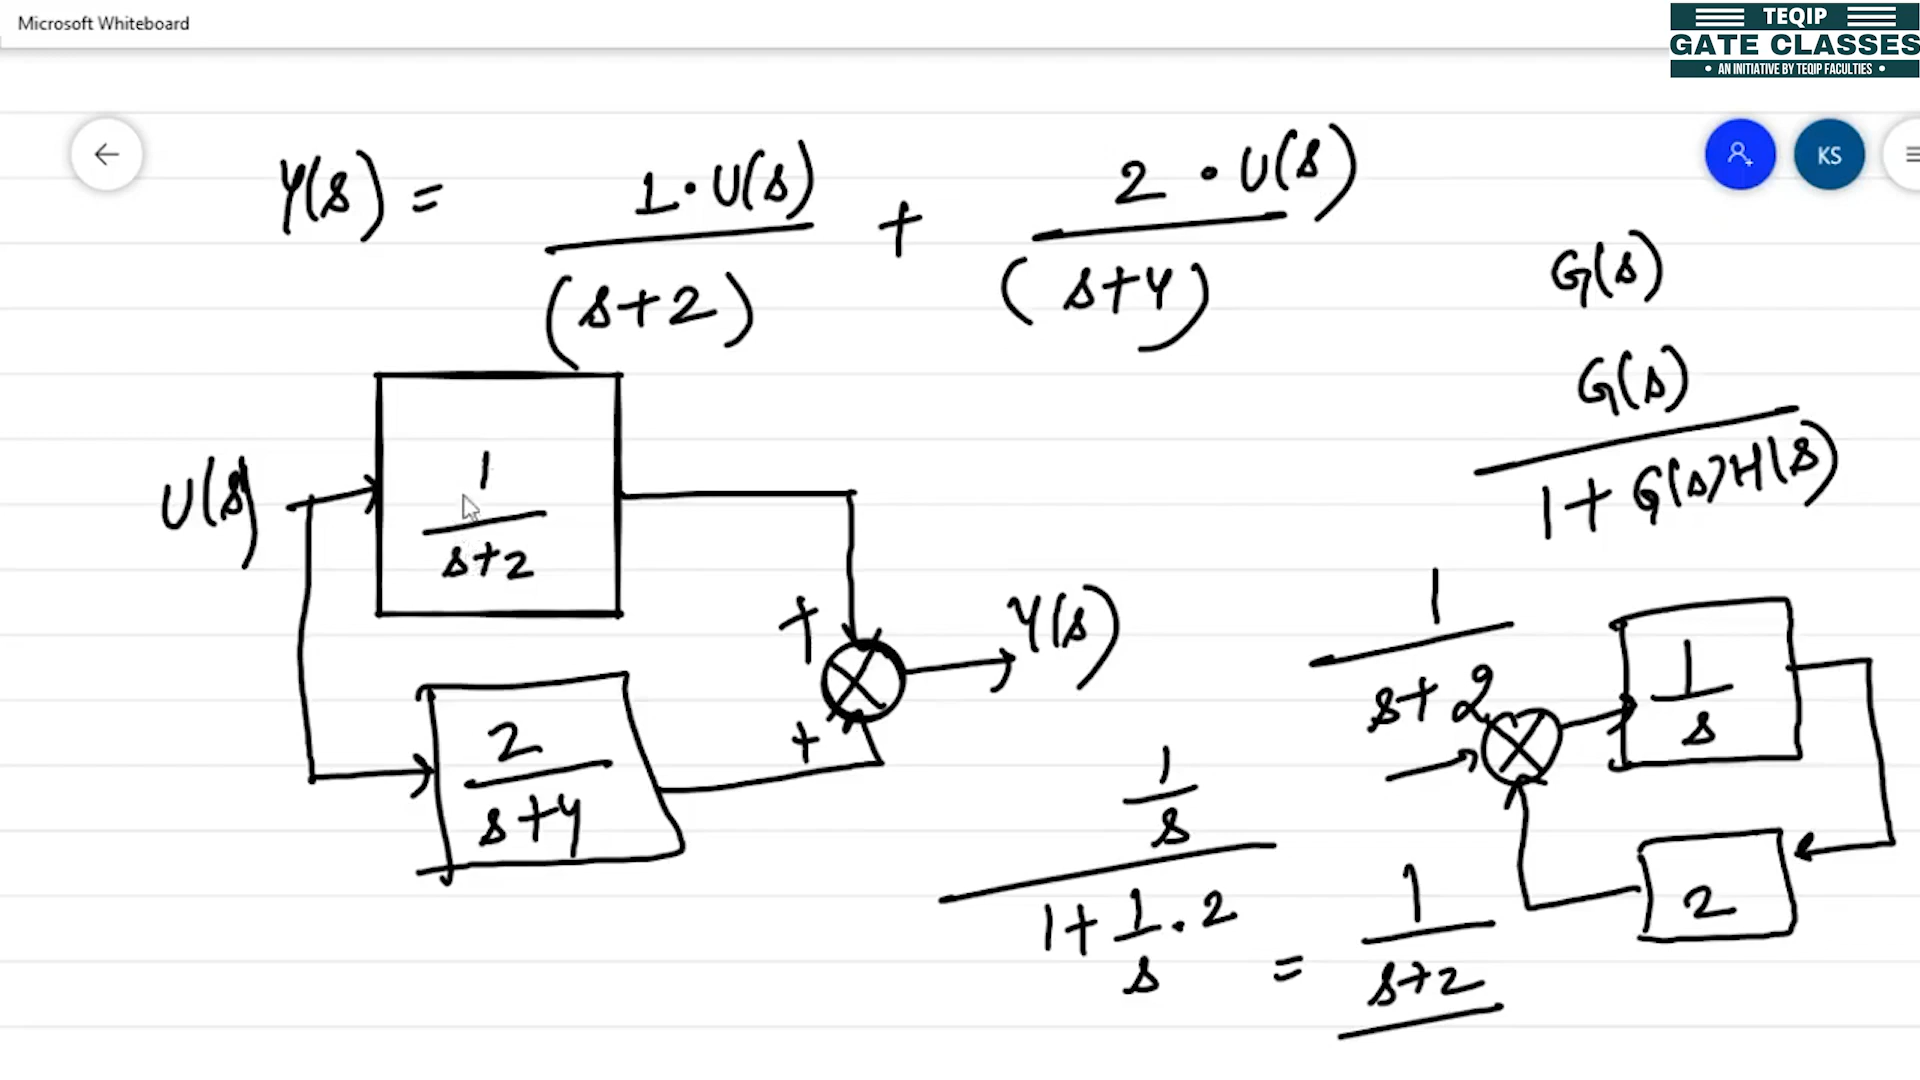 Microsoft Whiteboard
TEQIP
GATE CLASSES
• AN INITIATIVE BY TEQIP FACULTIES •
KS
Y(s) = 1·U(s) / (s+2) + 2·U(s) / (s+4)
G(s)
G(s) / 1+G(s)H(s)
U(s)
1 / s+2
+
Y(s)
2 / s+4
+
1 / s+2
1 / s
2
1/s / 1+1/s·2 = 1 / s+2